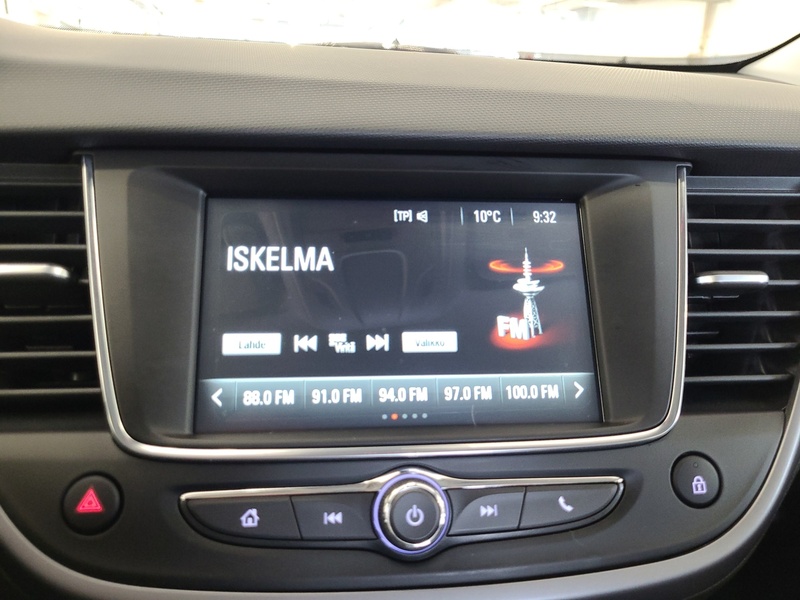 [TP] 10°C 9:32
ISKELMA
FM
Lähde Viritä Valikko
88.0 FM 91.0 FM 94.0 FM 97.0 FM 100.0 FM